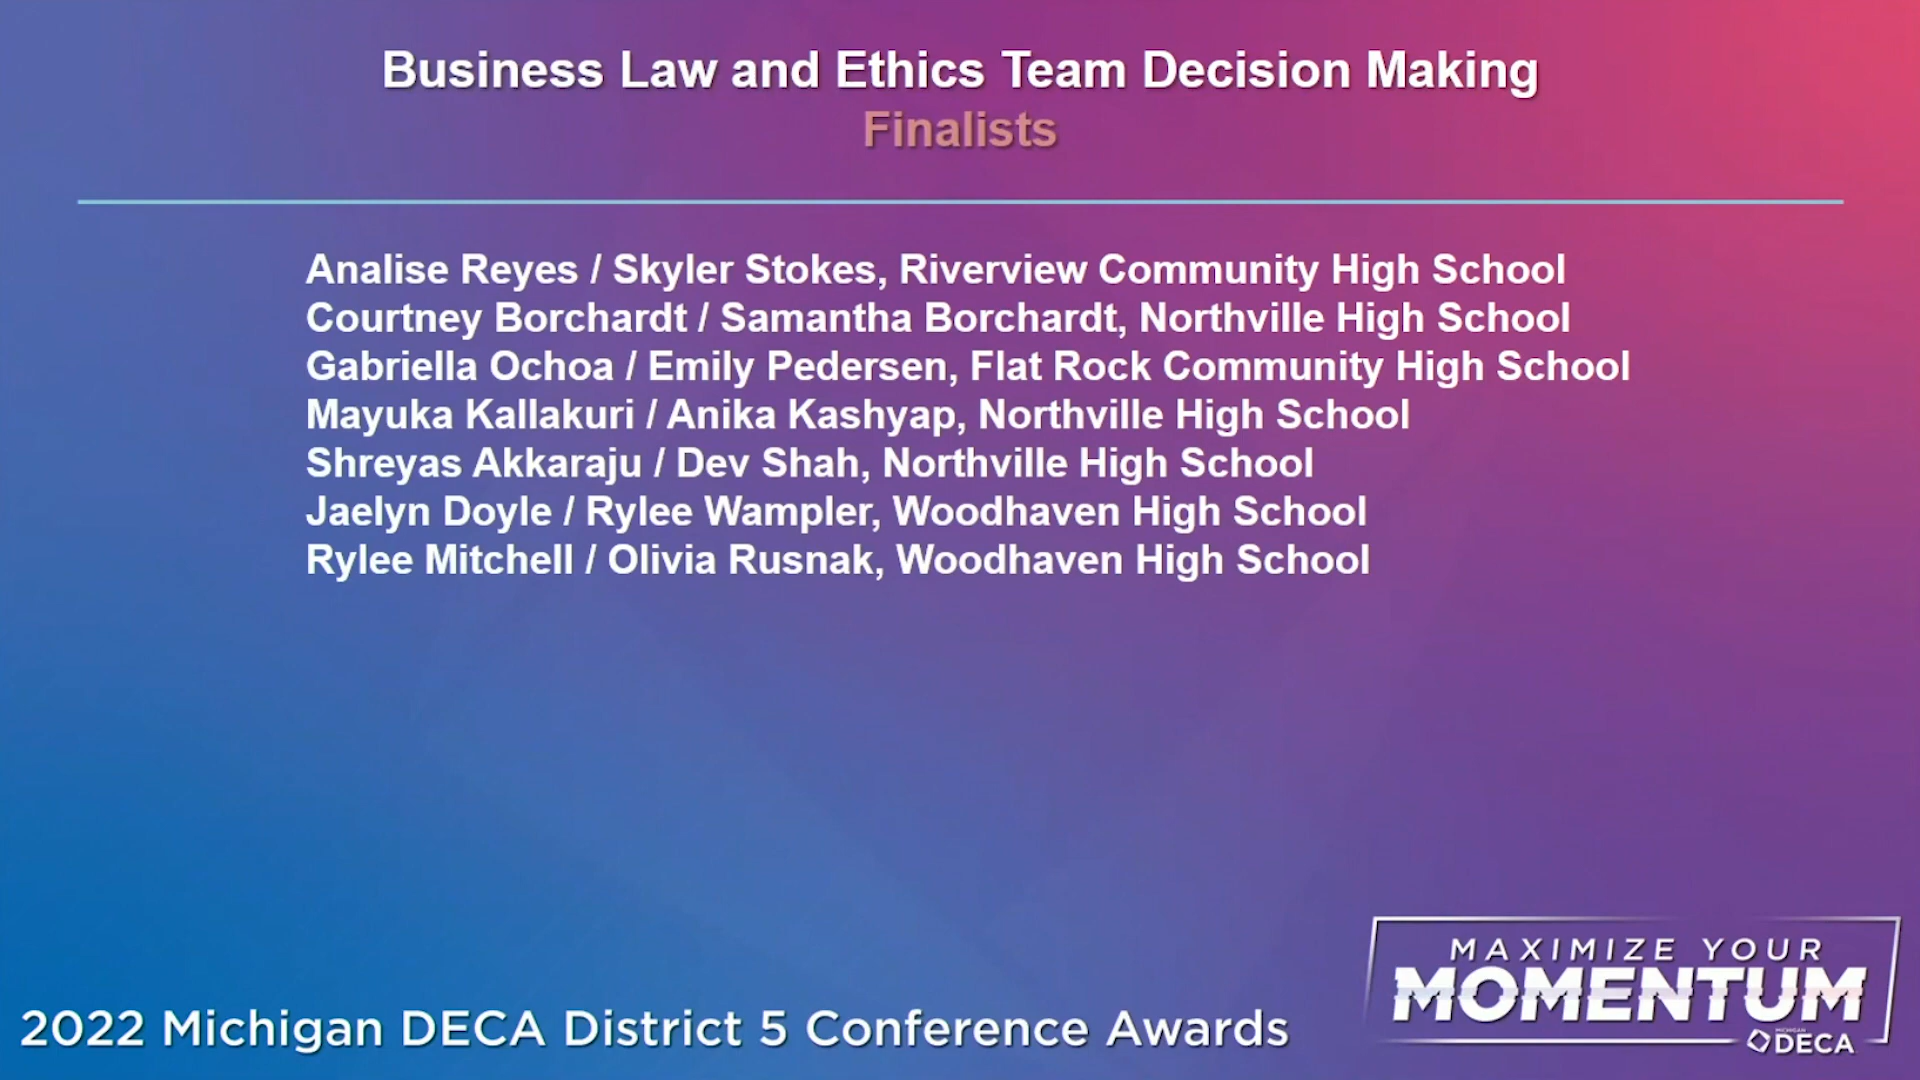 Business Law and Ethics Team Decision Making
Finalists
Analise Reyes / Skyler Stokes, Riverview Community High School
Courtney Borchardt / Samantha Borchardt, Northville High School
Gabriella Ochoa / Emily Pedersen, Flat Rock Community High School
Mayuka Kallakuri / Anika Kashyap, Northville High School
Shreyas Akkaraju / Dev Shah, Northville High School
Jaelyn Doyle / Rylee Wampler, Woodhaven High School
Rylee Mitchell / Olivia Rusnak, Woodhaven High School
MAXIMIZE YOUR
MOMENTUM
MICHIGAN
DECA
2022 Michigan DECA District 5 Conference Awards